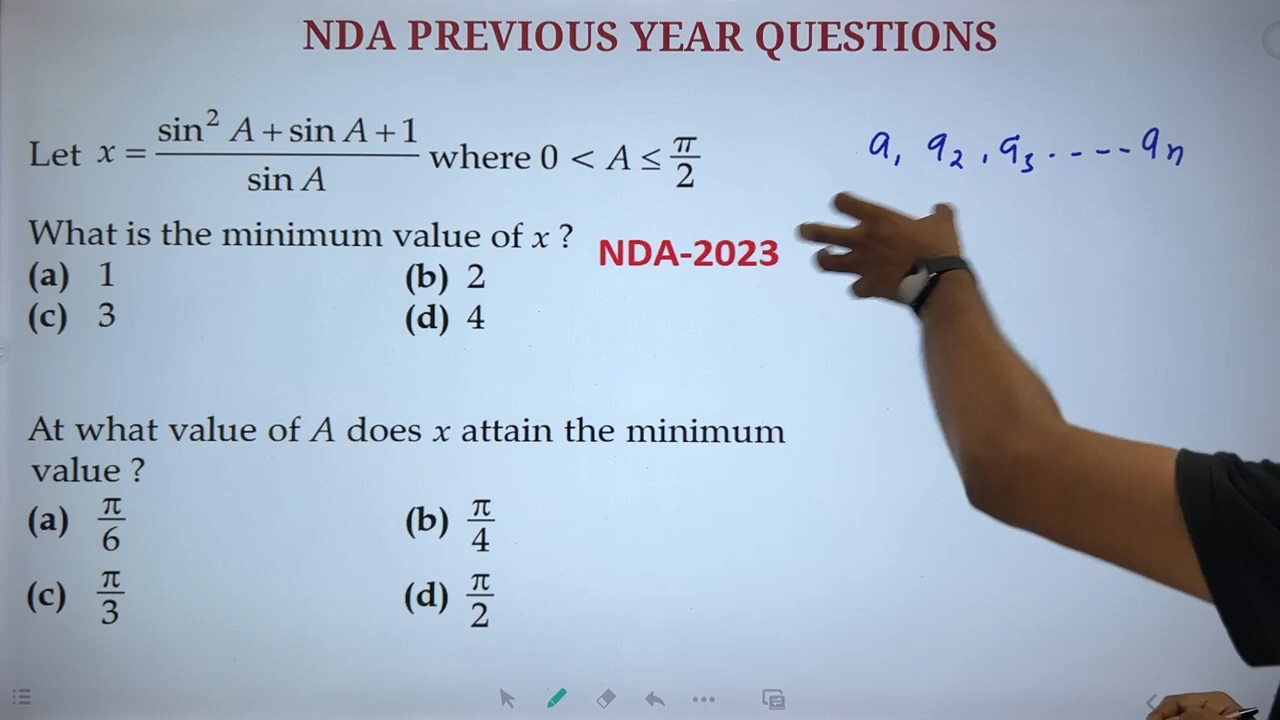 NDA PREVIOUS YEAR QUESTIONS
Let x = (sin² A + sin A + 1) / (sin A) where 0 < A ≤ π/2
a₁ a₂, a₃ ----- aₙ
What is the minimum value of x ?
NDA-2023
(a) 1 (b) 2
(c) 3 (d) 4
At what value of A does x attain the minimum
value ?
(a) π/6 (b) π/4
(c) π/3 (d) π/2